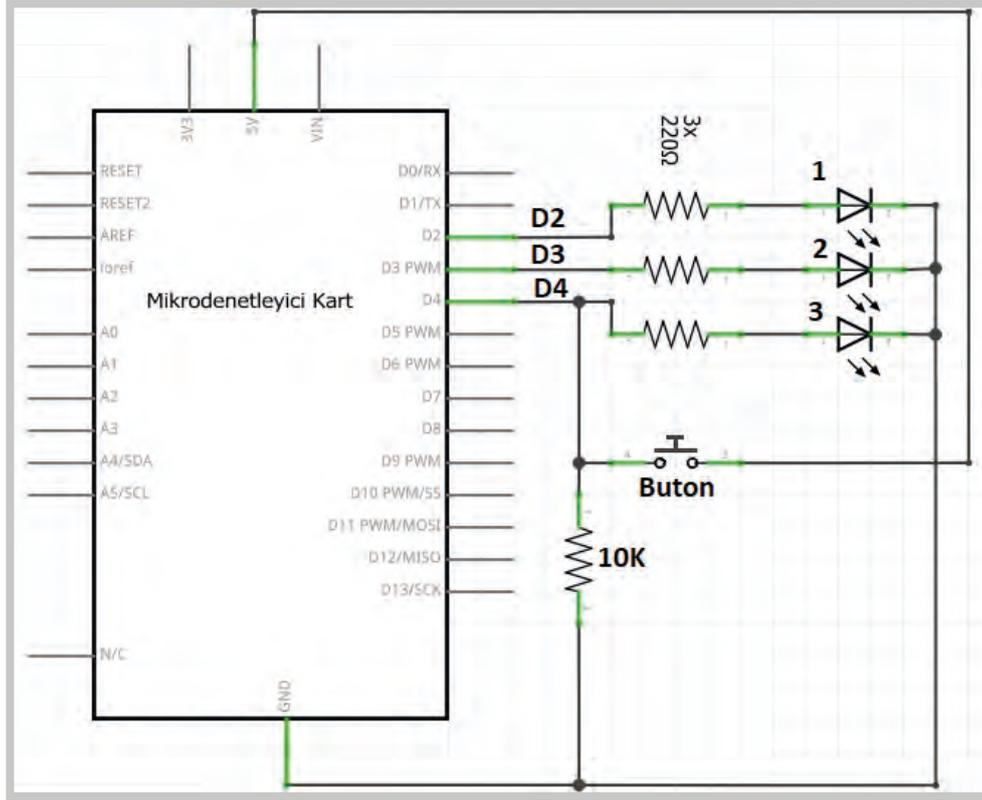 3V3
5V
VIN
RESET
RESET2
AREF
Ioref
A0
A1
A2
A3
A4/SDA
A5/SCL
N/C
Mikrodenetleyici Kart
D0/RX
D1/TX
D2
D3 PWM
D4
D5 PWM
D6 PWM
D7
D8
D9 PWM
D10 PWM/SS
D11 PWM/MOSI
D12/MISO
D13/SCK
GND
D2
D3
D4
3x
220Ω
1
2
3
Buton
10K